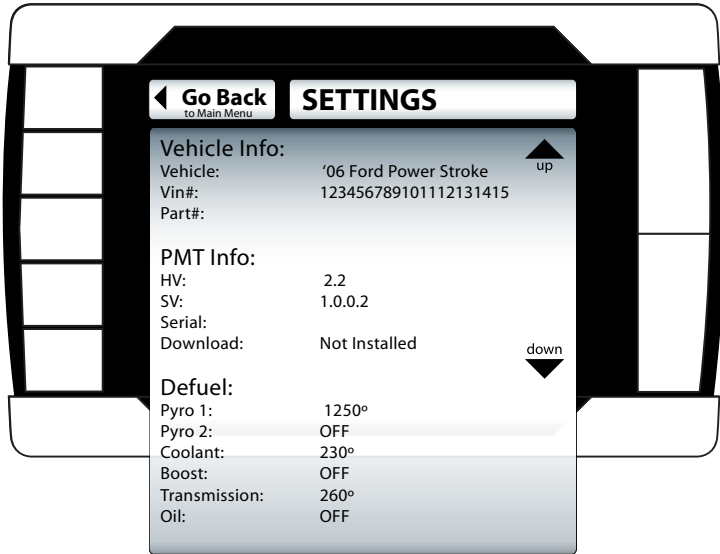 Go Back
to Main Menu
SETTINGS
Vehicle Info:
up
Vehicle: ‘06 Ford Power Stroke
Vin#: 123456789101112131415
Part#:
PMT Info:
HV: 2.2
SV: 1.0.0.2
Serial:
Download: Not Installed
down
Defuel:
Pyro 1: 1250º
Pyro 2: OFF
Coolant: 230º
Boost: OFF
Transmission: 260º
Oil: OFF